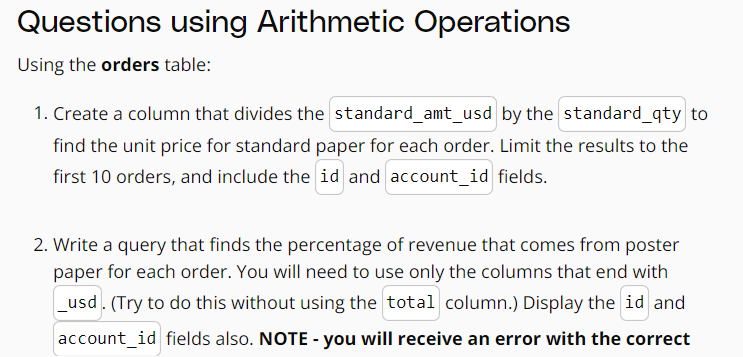 Questions using Arithmetic Operations
Using the orders table:
1. Create a column that divides the standard_amt_usd by the standard_qty to
find the unit price for standard paper for each order. Limit the results to the
first 10 orders, and include the id and account_id fields.
2. Write a query that finds the percentage of revenue that comes from poster
paper for each order. You will need to use only the columns that end with
_usd. (Try to do this without using the total column.) Display the id and
account_id fields also. NOTE - you will receive an error with the correct